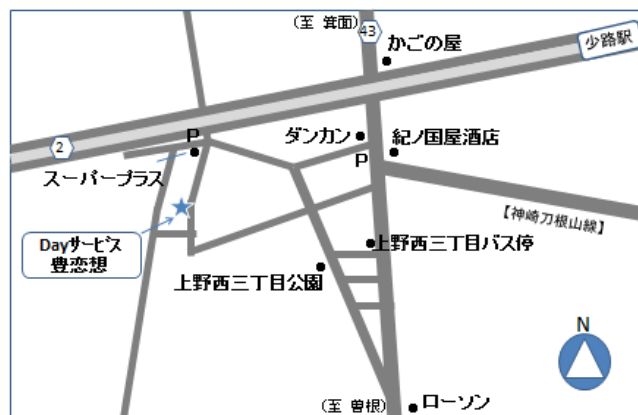 (至 箕面)
43
かごの屋
少路駅
2
P
ダンカン
紀ノ国屋酒店
P
スーパープラス
【神崎刀根山線】
Dayサービス
豊恋想
上野西三丁目バス停
上野西三丁目公園
N
(至 曽根)
ローソン